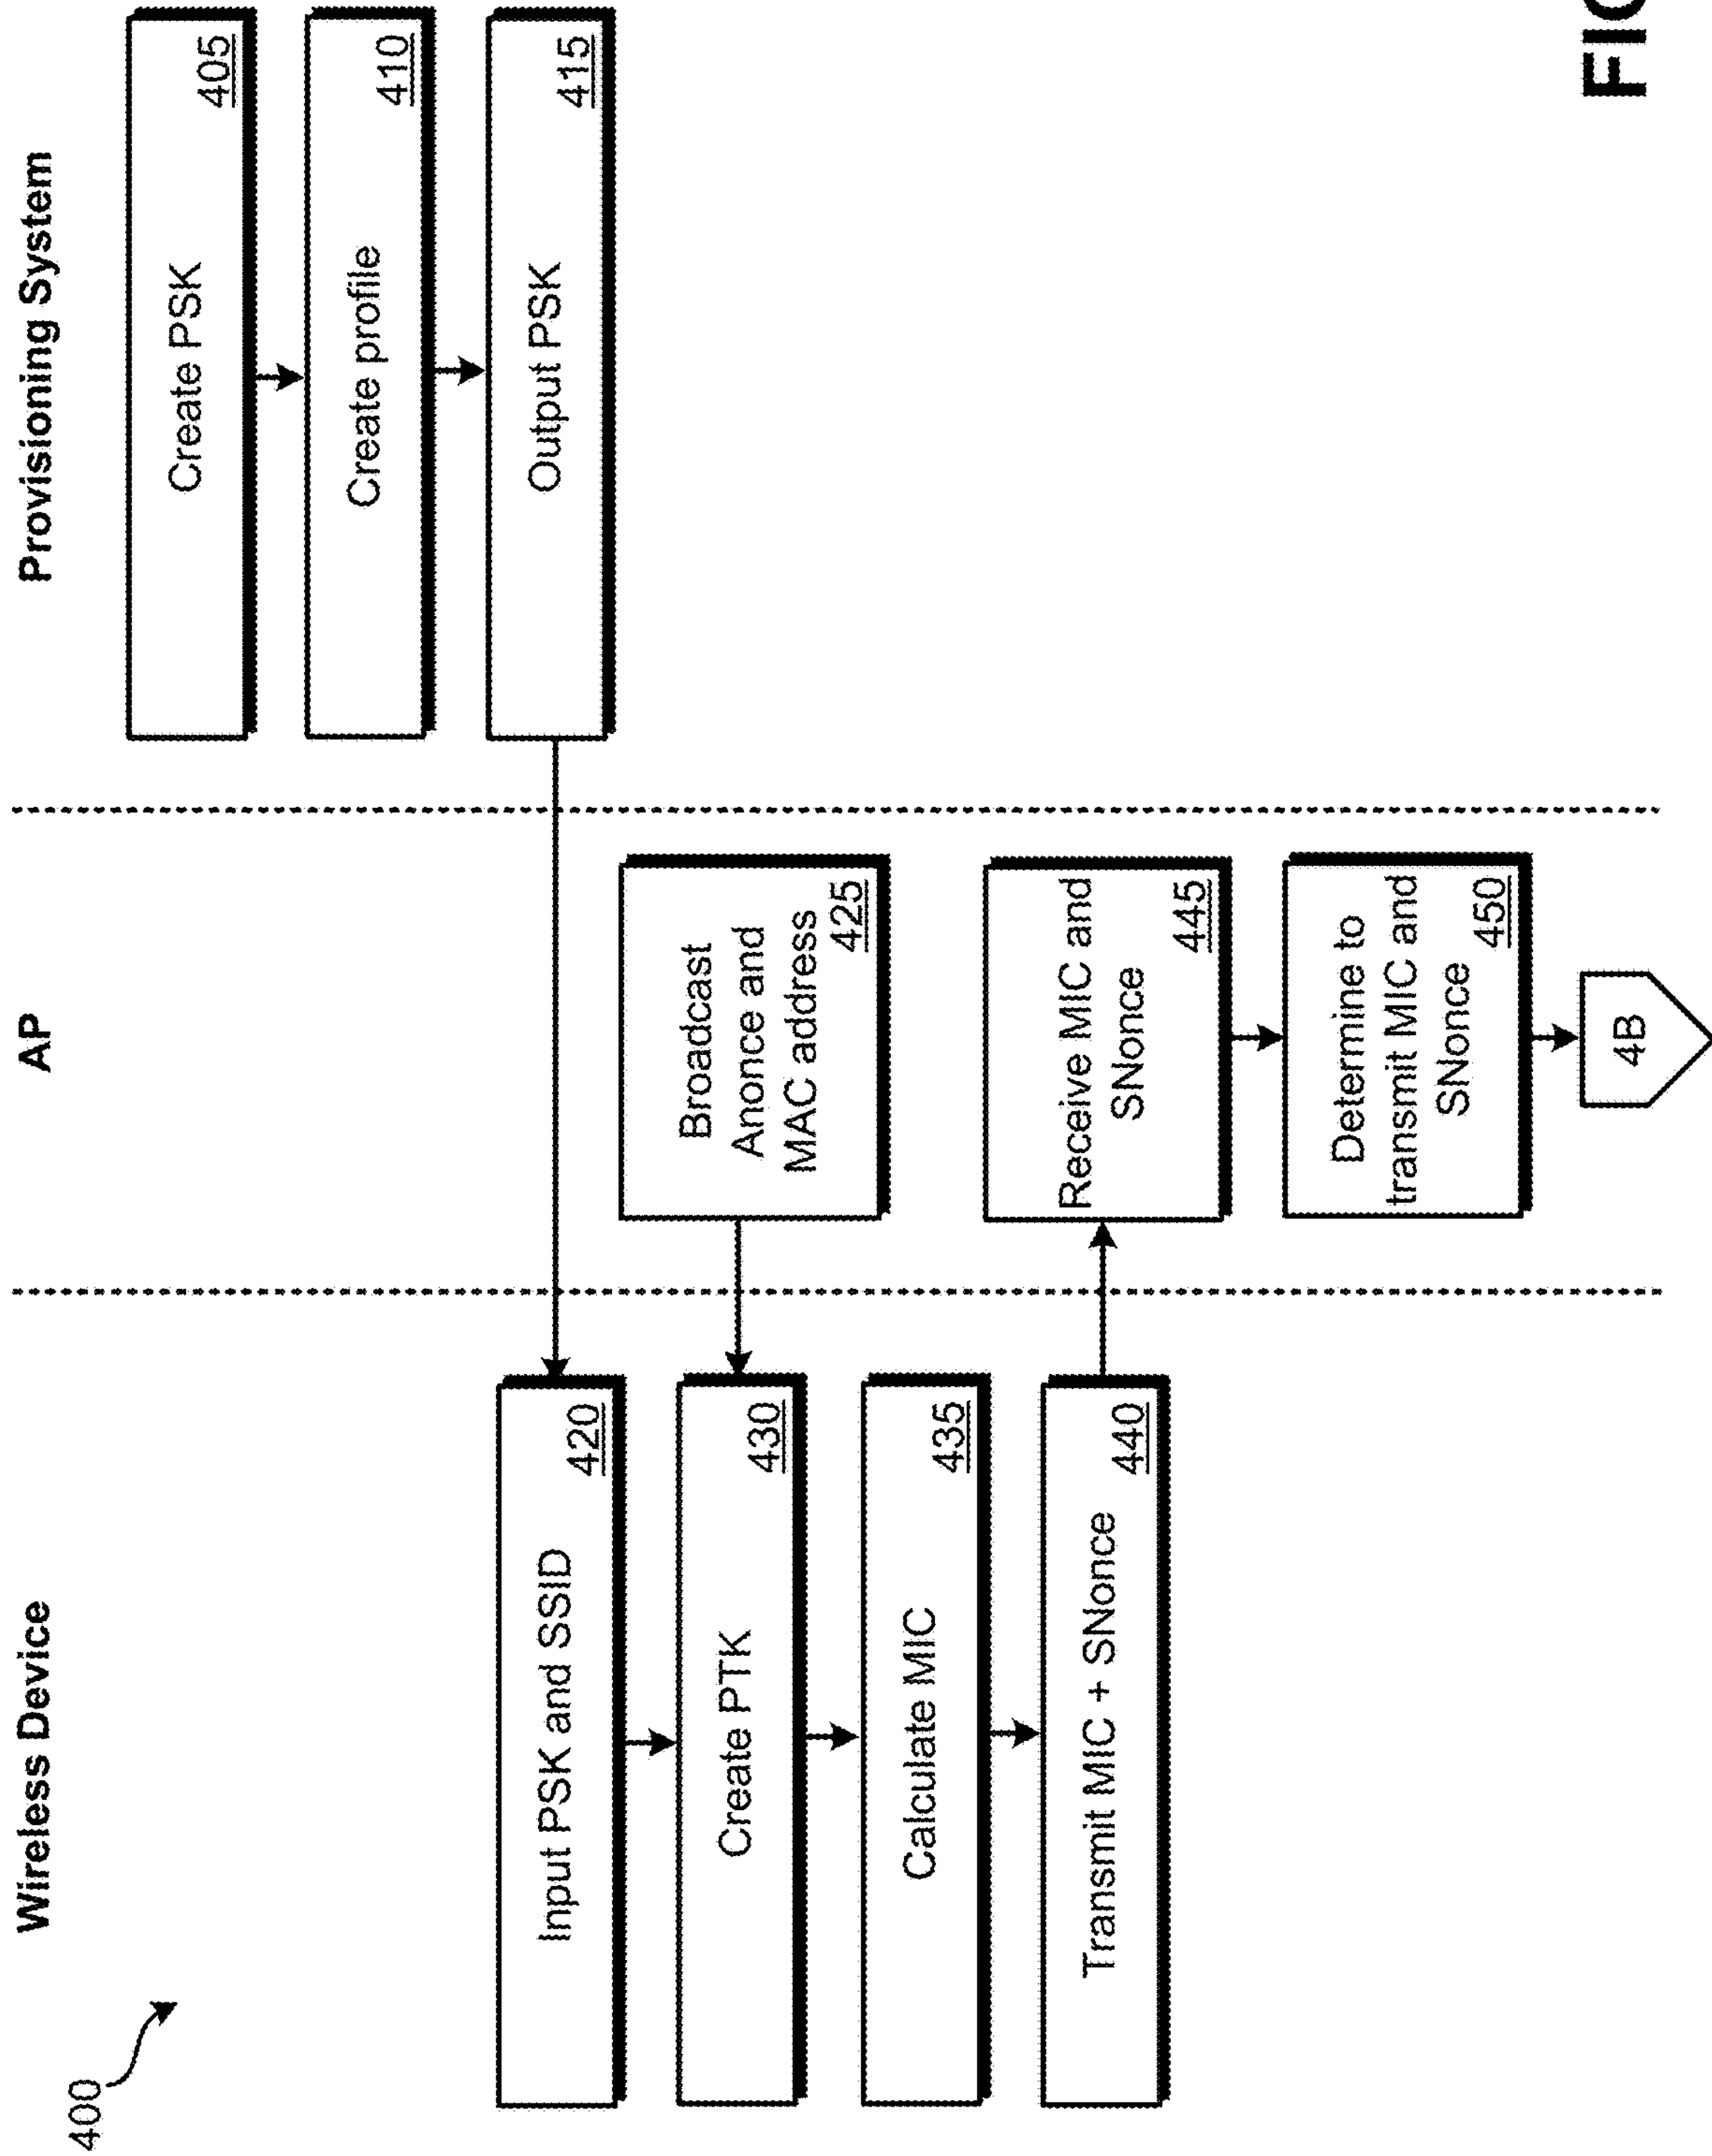 400
Wireless Device
AP
Provisioning System
Create PSK
405
Create profile
410
Output PSK
415
Input PSK and SSID
420
Broadcast
Anonce and
MAC address
425
Create PTK
430
Calculate MIC
435
Transmit MIC + SNonce
440
Receive MIC and
SNonce
445
Determine to
transmit MIC and
SNonce
450
4B